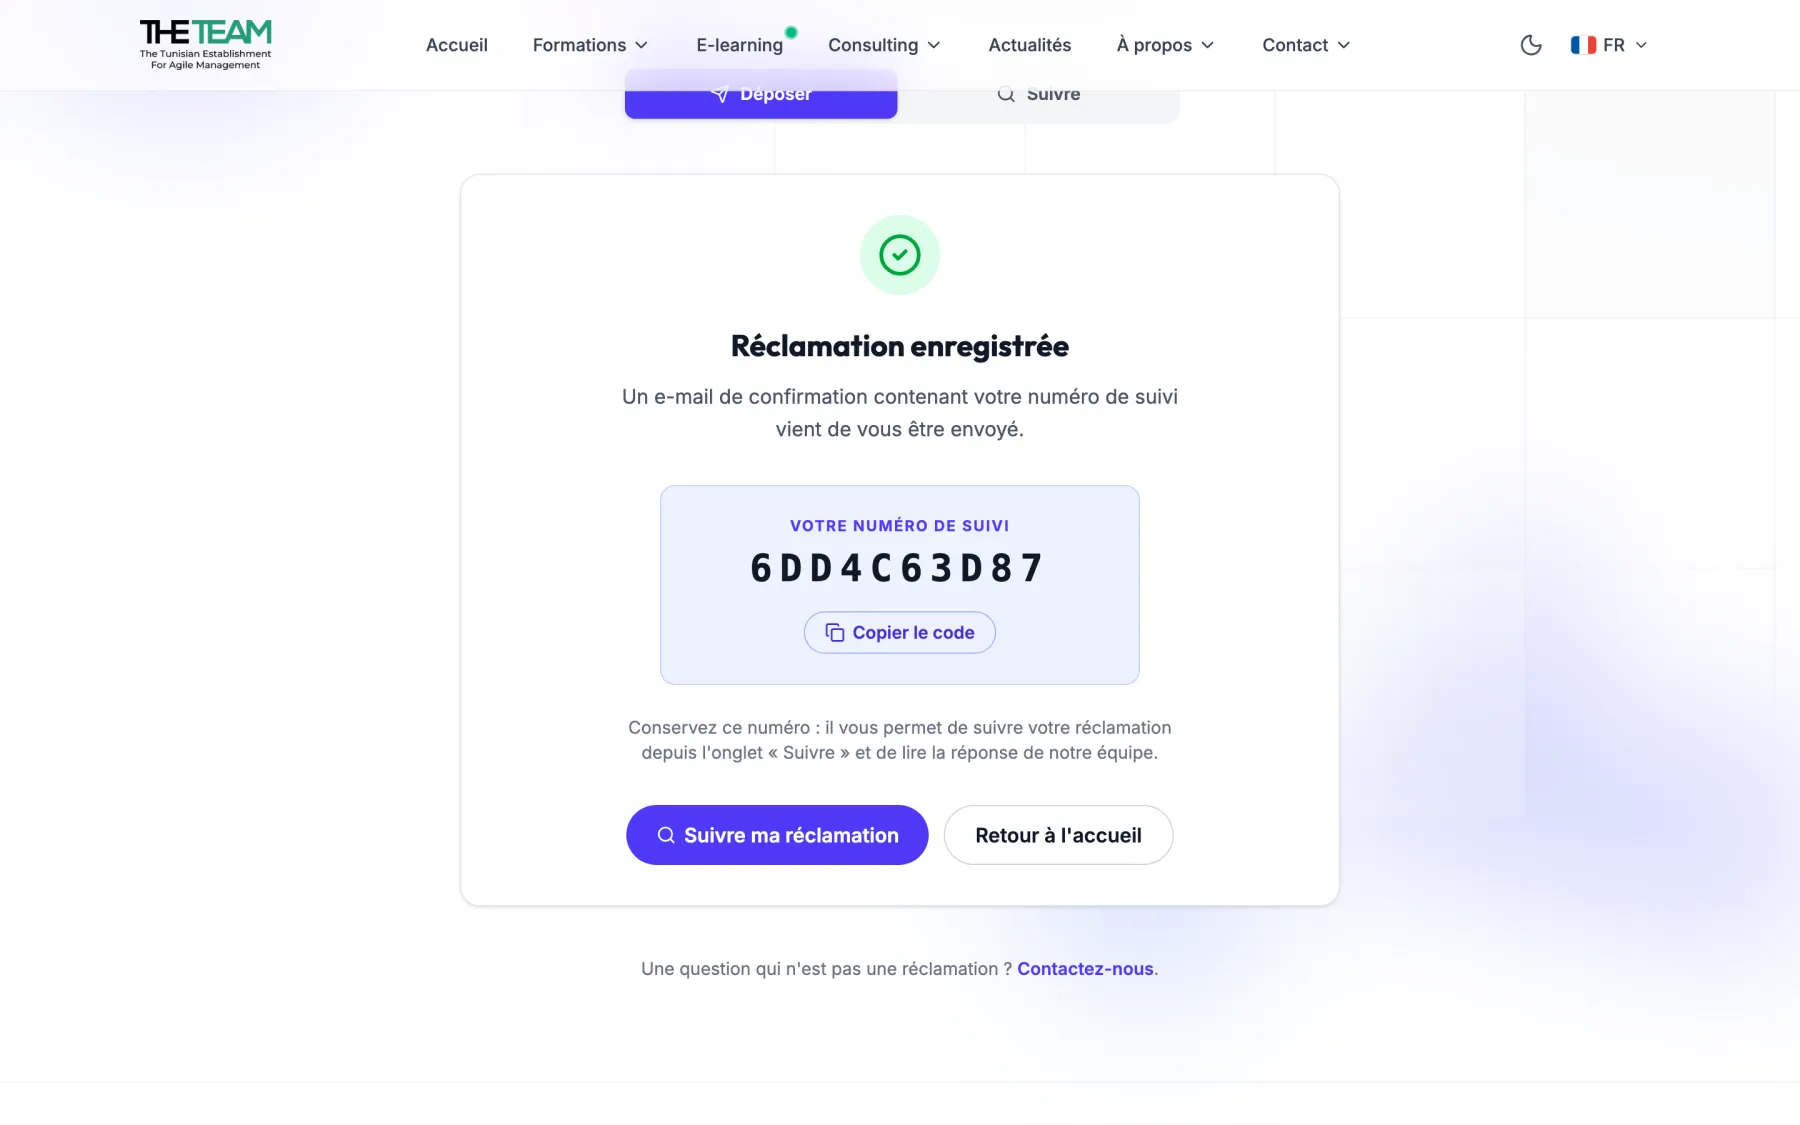 THETEAM
The Tunisian Establishment
For Agile Management
Accueil
Formations
E-learning
Consulting
Actualités
À propos
Contact
FR
Déposer
Suivre
Réclamation enregistrée
Un e-mail de confirmation contenant votre numéro de suivi
vient de vous être envoyé.
VOTRE NUMÉRO DE SUIVI
6DD4C63D87
Copier le code
Conservez ce numéro : il vous permet de suivre votre réclamation
depuis l'onglet « Suivre » et de lire la réponse de notre équipe.
Suivre ma réclamation
Retour à l'accueil
Une question qui n'est pas une réclamation ? Contactez-nous.